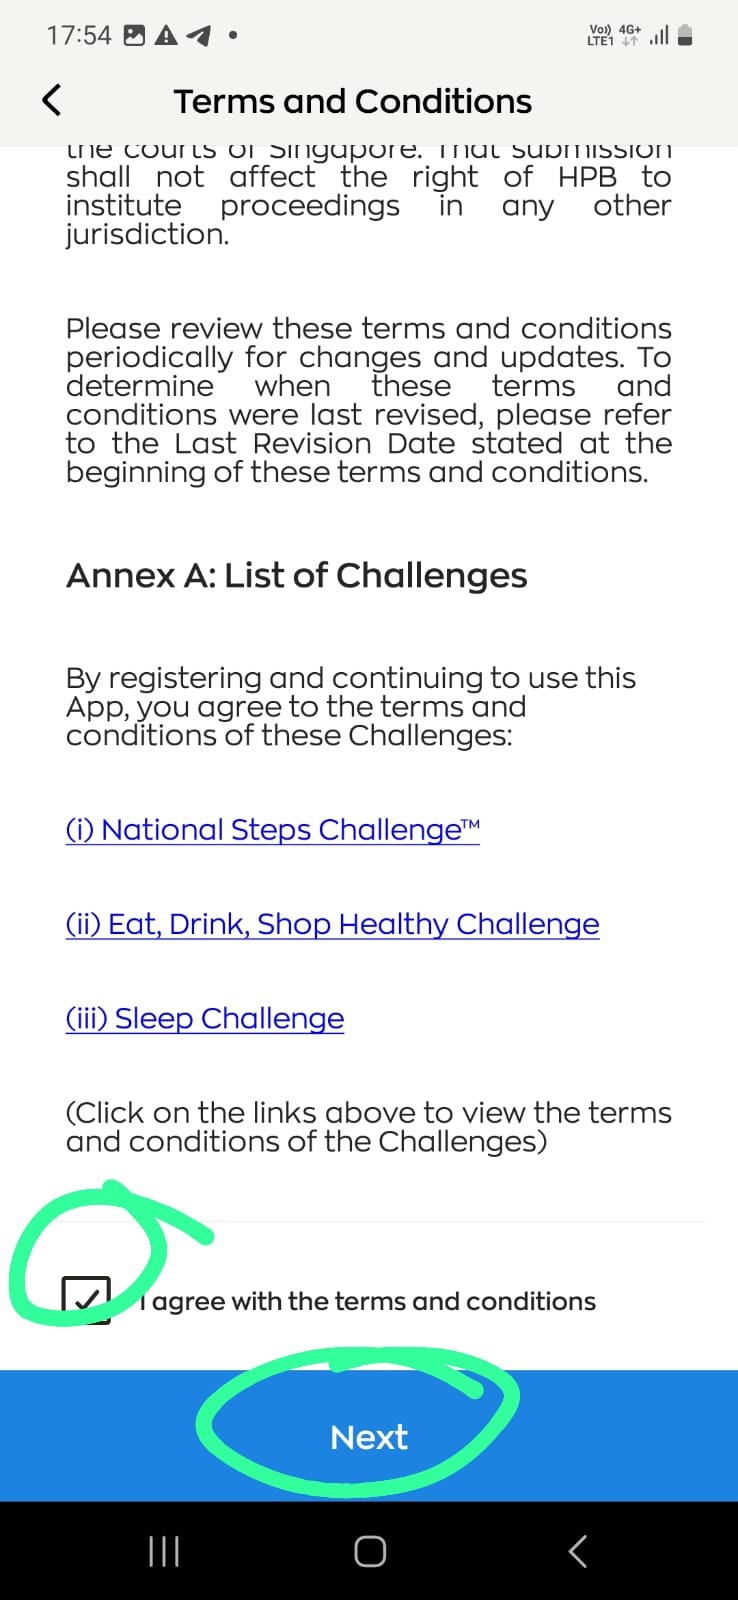 17:54
Vo)) 4G+
LTE1
Terms and Conditions
the courts of Singapore. That submission
shall not affect the right of HPB to
institute proceedings in any other
jurisdiction.
Please review these terms and conditions
periodically for changes and updates. To
determine when these terms and
conditions were last revised, please refer
to the Last Revision Date stated at the
beginning of these terms and conditions.
Annex A: List of Challenges
By registering and continuing to use this
App, you agree to the terms and
conditions of these Challenges:
(i) National Steps Challenge™
(ii) Eat, Drink, Shop Healthy Challenge
(iii) Sleep Challenge
(Click on the links above to view the terms
and conditions of the Challenges)
I agree with the terms and conditions
Next